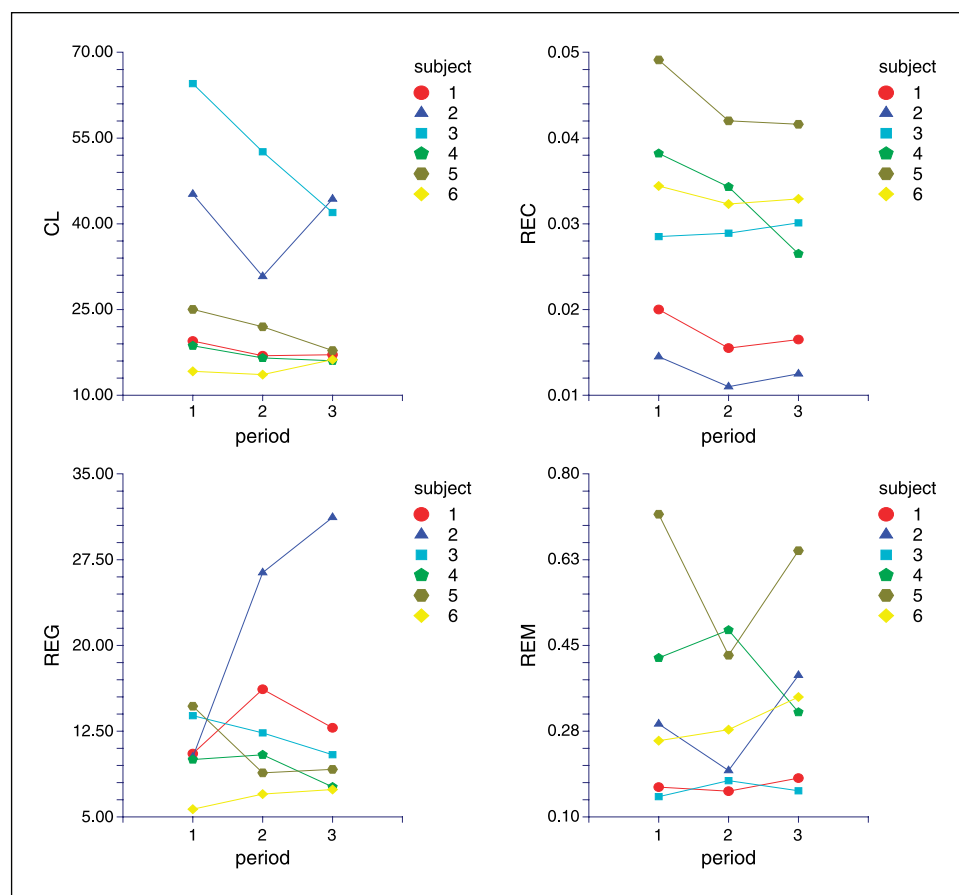 70.00
55.00
40.00
25.00
10.00
CL
1 2 3
period
subject
1
2
3
4
5
6
0.05
0.04
0.03
0.02
0.01
REC
1 2 3
period
subject
1
2
3
4
5
6
35.00
27.50
20.00
12.50
5.00
REG
1 2 3
period
subject
1
2
3
4
5
6
0.80
0.63
0.45
0.28
0.10
REM
1 2 3
period
subject
1
2
3
4
5
6